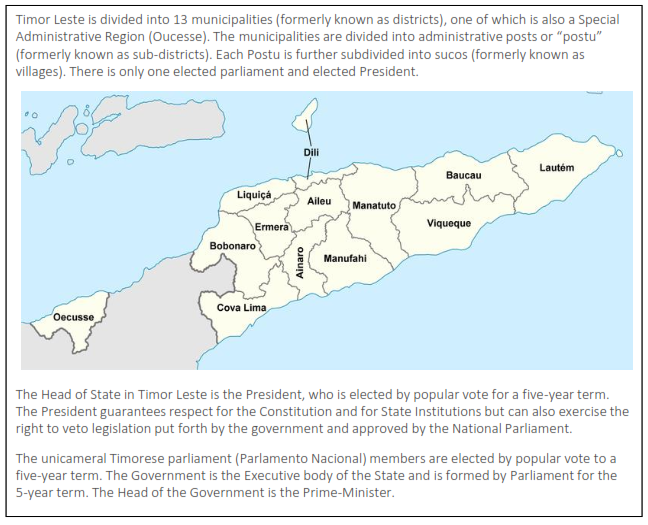 Timor Leste is divided into 13 municipalities (formerly known as districts), one of which is also a Special
Administrative Region (Oucesse). The municipalities are divided into administrative posts or “postu”
(formerly known as sub-districts). Each Postu is further subdivided into sucos (formerly known as
villages). There is only one elected parliament and elected President.
Dili
Lautém
Baucau
Liquiçá
Aileu
Manatuto
Viqueque
Ermera
Bobonaro
Ainaro
Manufahi
Cova Lima
Oecusse
The Head of State in Timor Leste is the President, who is elected by popular vote for a five-year term.
The President guarantees respect for the Constitution and for State Institutions but can also exercise the
right to veto legislation put forth by the government and approved by the National Parliament.
The unicameral Timorese parliament (Parlamento Nacional) members are elected by popular vote to a
five-year term. The Government is the Executive body of the State and is formed by Parliament for the
5-year term. The Head of the Government is the Prime-Minister.